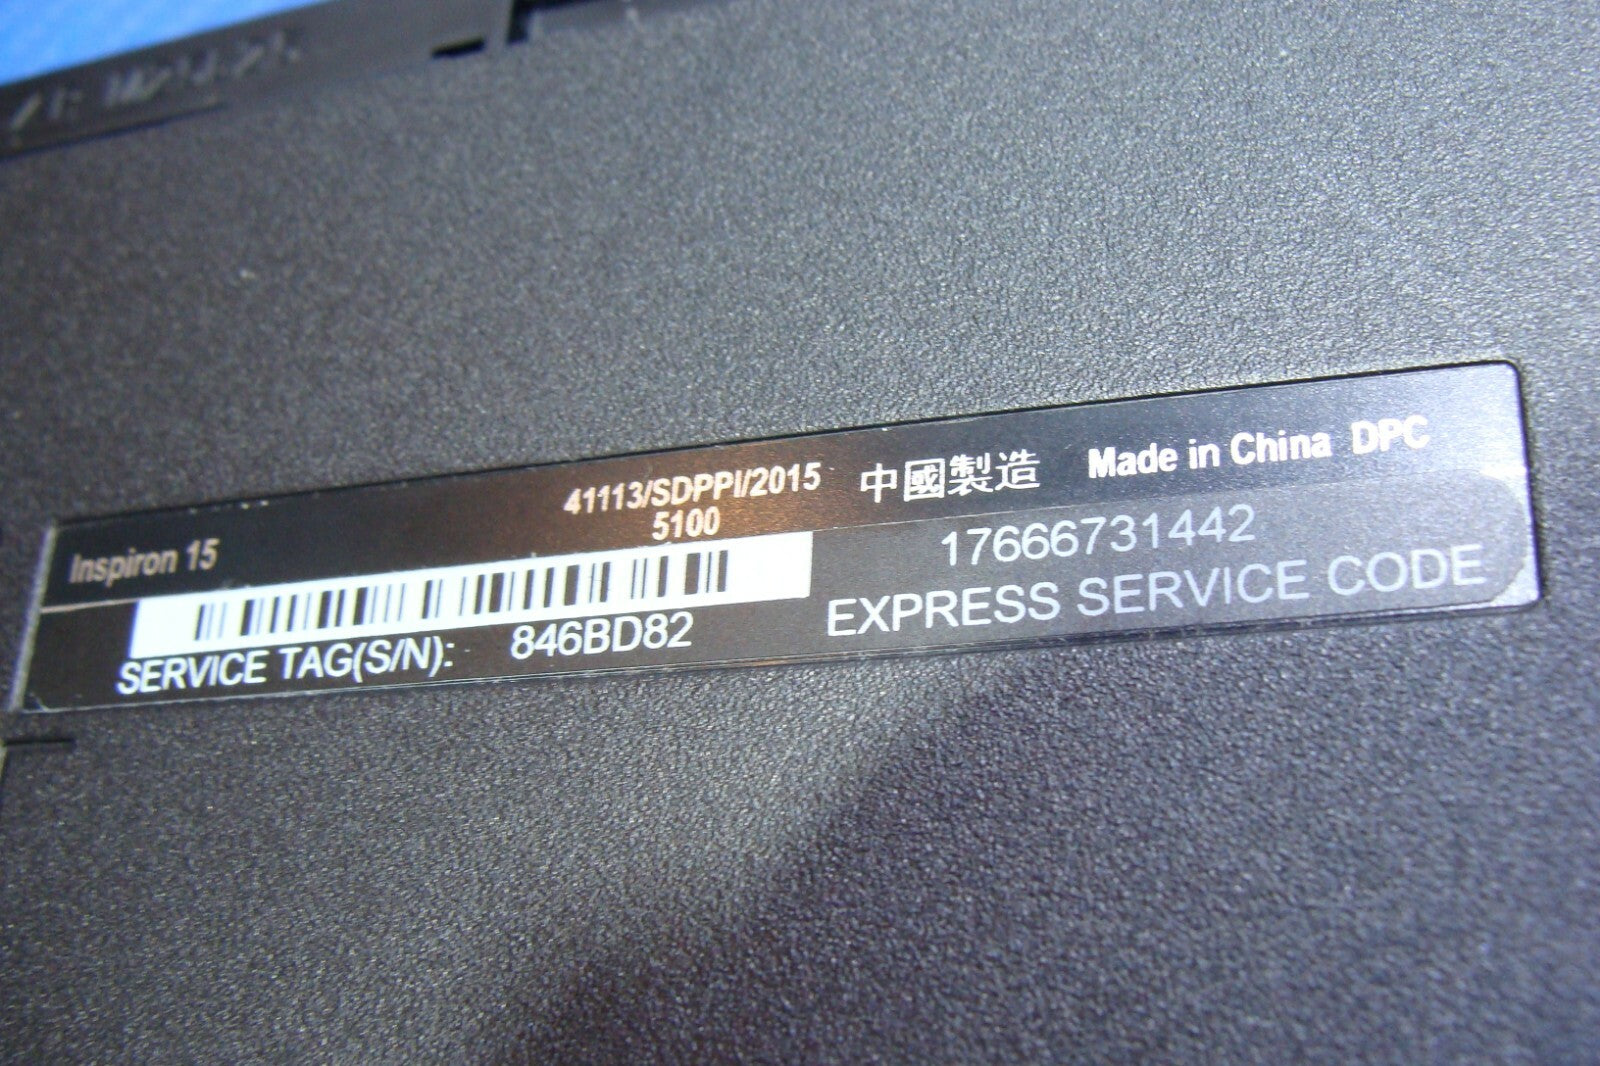 Inspiron 15
41113/SDPPI/2015
5100
中國製造 Made in China DPC
17666731442
EXPRESS SERVICE CODE
SERVICE TAG(S/N): 846BD82